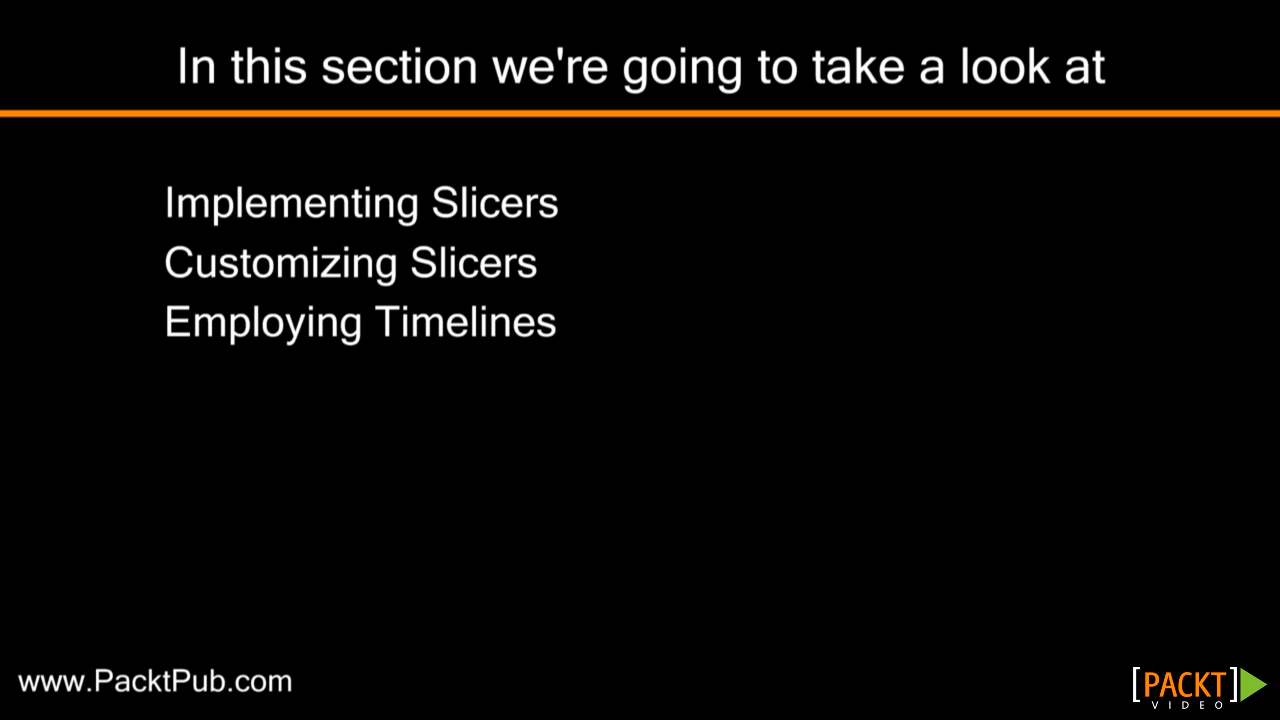 In this section we're going to take a look at
Implementing Slicers
Customizing Slicers
Employing Timelines
www.PacktPub.com
[PACKT]
VIDEO